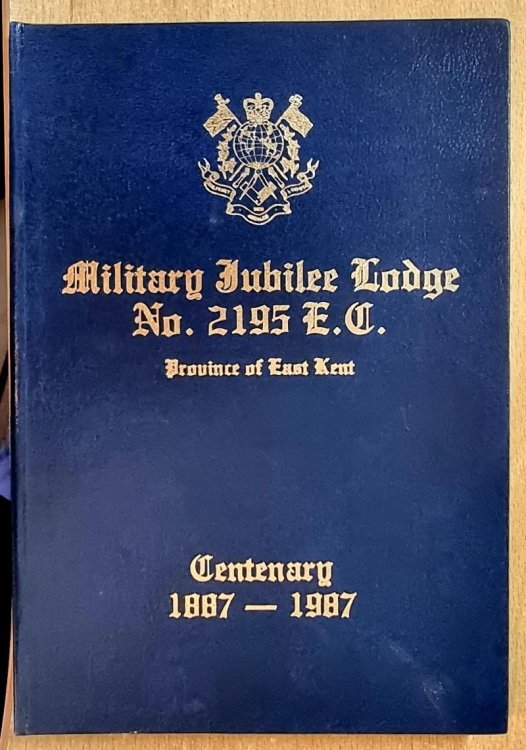 Military Jubilee Lodge
No. 2195 E.C.
Province of East Kent
Centenary
1887 — 1987